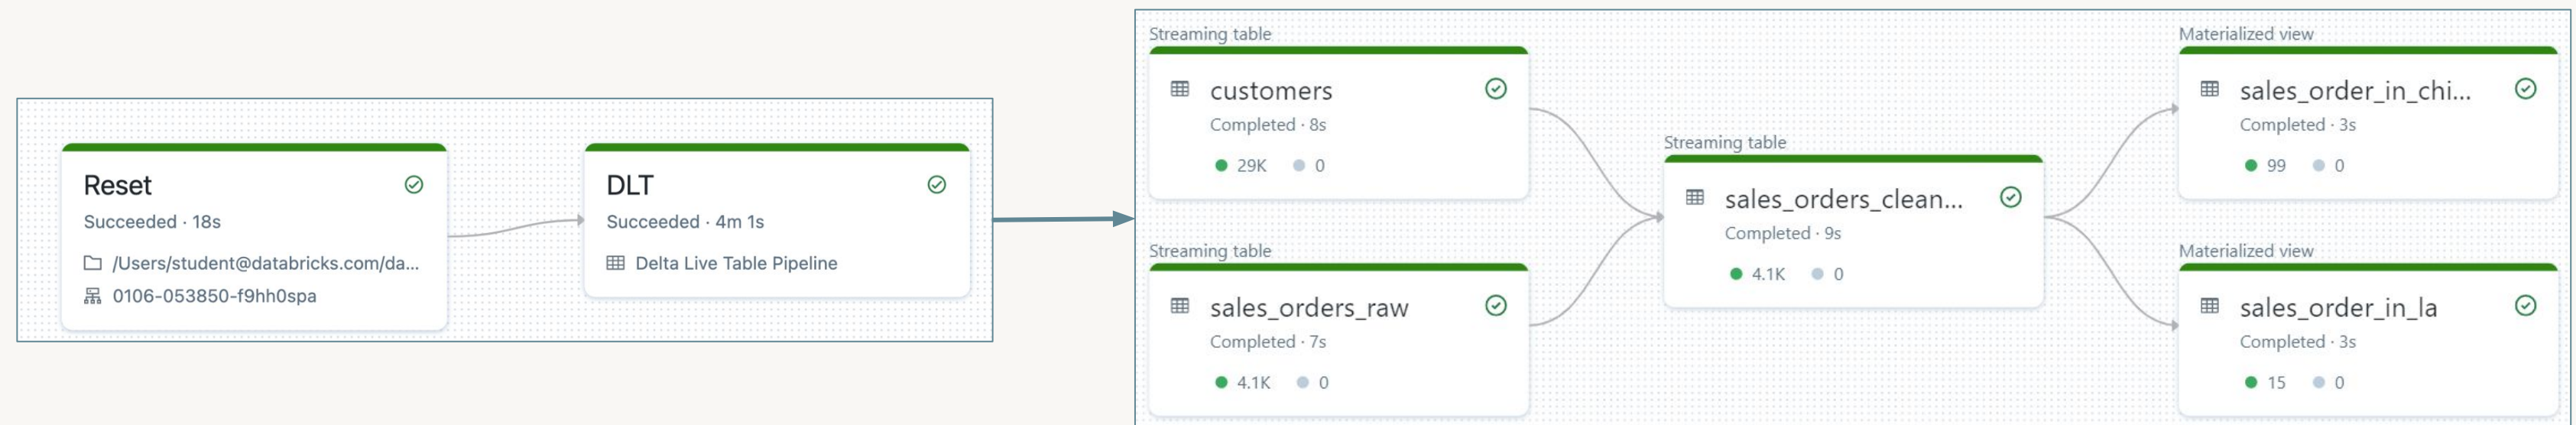 Reset
Succeeded · 18s
/Users/student@databricks.com/da...
0106-053850-f9hh0spa
DLT
Succeeded · 4m 1s
Delta Live Table Pipeline
Streaming table
customers
Completed · 8s
29K 0
Streaming table
sales_orders_raw
Completed · 7s
4.1K 0
Streaming table
sales_orders_clean...
Completed · 9s
4.1K 0
Materialized view
sales_order_in_chi...
Completed · 3s
99 0
Materialized view
sales_order_in_la
Completed · 3s
15 0